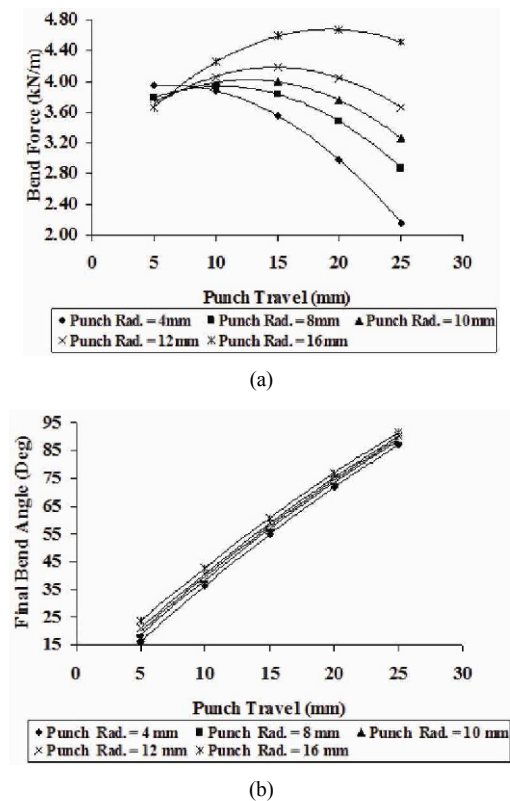 4.80
4.40
4.00
3.60
3.20
2.80
2.40
2.00
Bend Force (kN/m)
0 5 10 15 20 25 30
Punch Travel (mm)
Punch Rad. = 4mm Punch Rad. = 8mm Punch Rad. = 10mm
Punch Rad. = 12mm Punch Rad. = 16mm
(a)
95
85
75
65
55
45
35
25
15
Final Bend Angle (Deg)
0 5 10 15 20 25 30
Punch Travel (mm)
Punch Rad. = 4 mm Punch Rad. = 8 mm Punch Rad. = 10 mm
Punch Rad. = 12 mm Punch Rad. = 16 mm
(b)